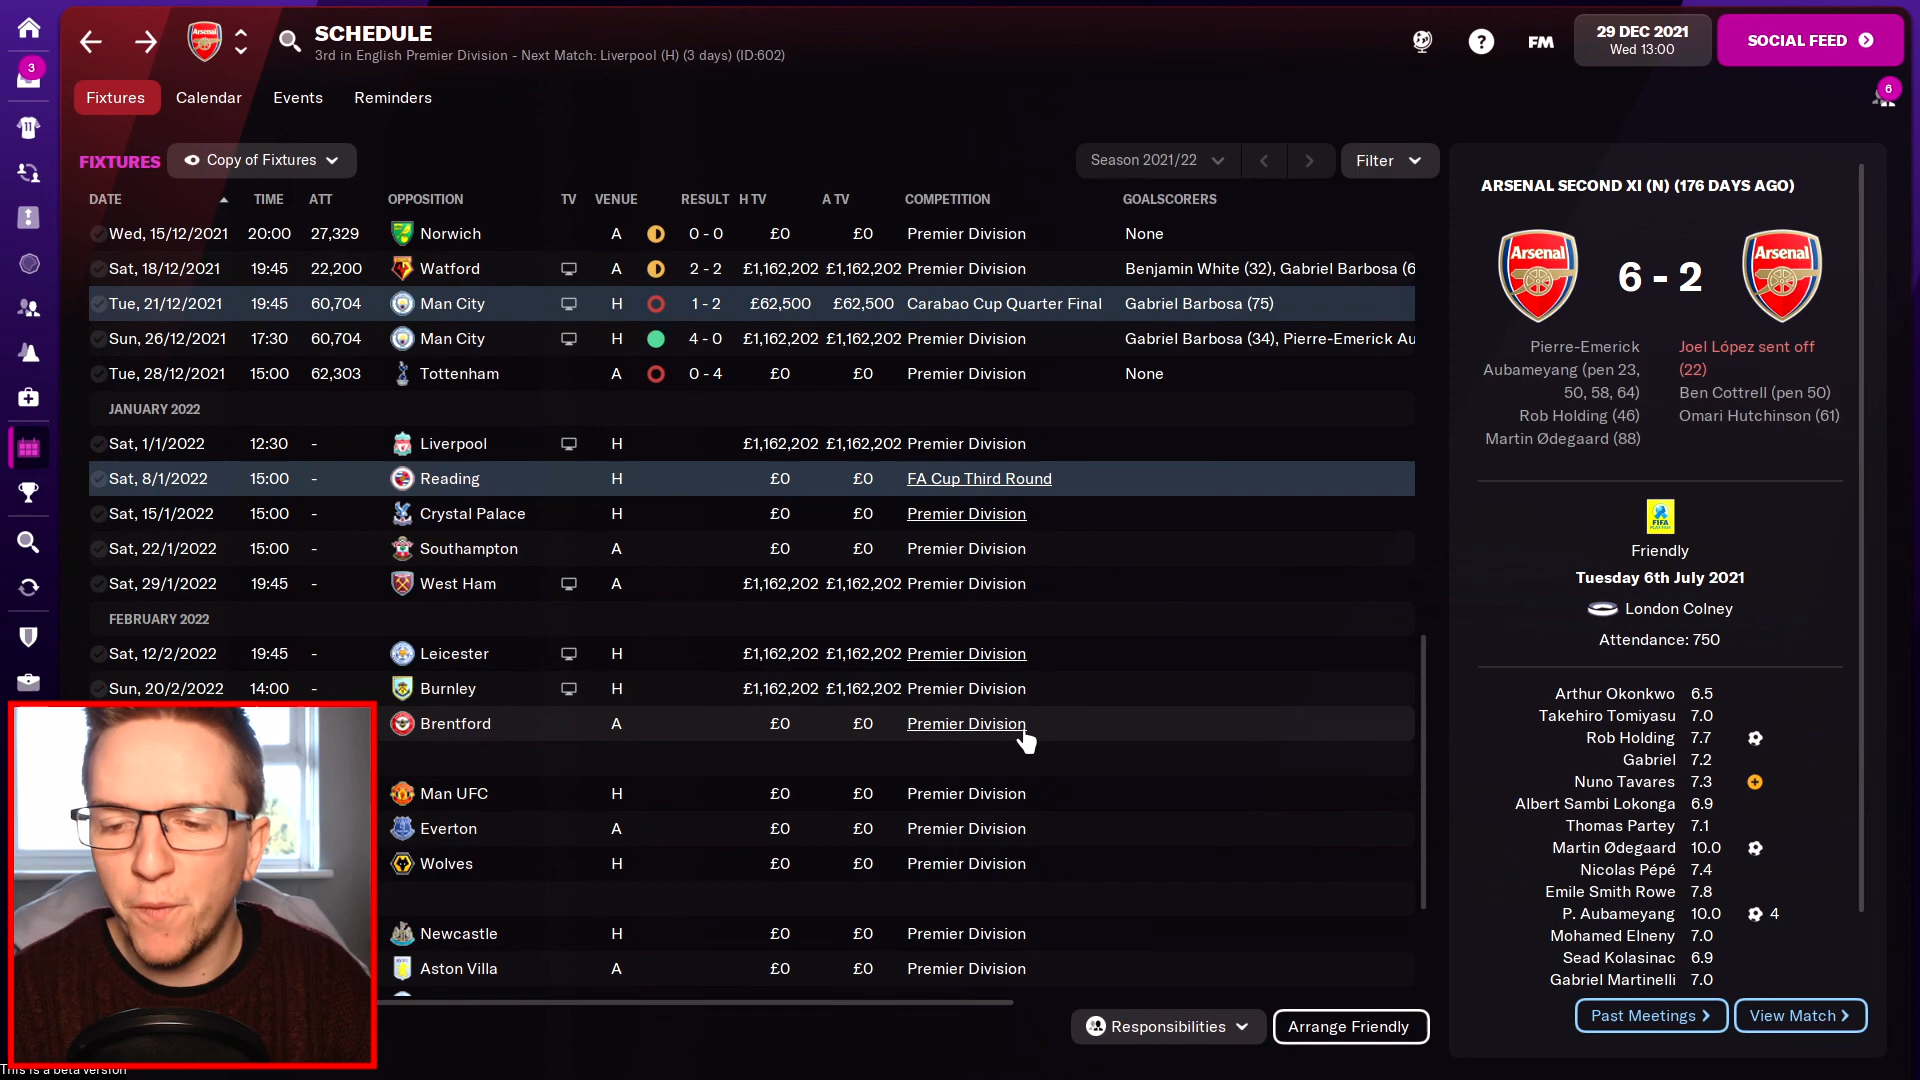 3
SCHEDULE
3rd in English Premier Division - Next Match: Liverpool (H) (3 days) (ID:602)
FM
29 DEC 2021
Wed 13:00
SOCIAL FEED
Fixtures
Calendar
Events
Reminders
6
FIXTURES
Copy of Fixtures
Season 2021/22
Filter
DATE TIME ATT OPPOSITION TV VENUE RESULT H TV A TV COMPETITION GOALSCORERS
Wed, 15/12/2021 20:00 27,329 Norwich A 0 - 0 £0 £0 Premier Division None
Sat, 18/12/2021 19:45 22,200 Watford A 2 - 2 £1,162,202 £1,162,202 Premier Division Benjamin White (32), Gabriel Barbosa (6
Tue, 21/12/2021 19:45 60,704 Man City H 1 - 2 £62,500 £62,500 Carabao Cup Quarter Final Gabriel Barbosa (75)
Sun, 26/12/2021 17:30 60,704 Man City H 4 - 0 £1,162,202 £1,162,202 Premier Division Gabriel Barbosa (34), Pierre-Emerick Au
Tue, 28/12/2021 15:00 62,303 Tottenham A 0 - 4 £0 £0 Premier Division None
JANUARY 2022
Sat, 1/1/2022 12:30 - Liverpool H £1,162,202 £1,162,202 Premier Division
Sat, 8/1/2022 15:00 - Reading H £0 £0 FA Cup Third Round
Sat, 15/1/2022 15:00 - Crystal Palace H £0 £0 Premier Division
Sat, 22/1/2022 15:00 - Southampton A £0 £0 Premier Division
Sat, 29/1/2022 19:45 - West Ham A £1,162,202 £1,162,202 Premier Division
FEBRUARY 2022
Sat, 12/2/2022 19:45 - Leicester H £1,162,202 £1,162,202 Premier Division
Sun, 20/2/2022 14:00 - Burnley H £1,162,202 £1,162,202 Premier Division
Brentford A £0 £0 Premier Division
Man UFC H £0 £0 Premier Division
Everton A £0 £0 Premier Division
Wolves H £0 £0 Premier Division
Newcastle H £0 £0 Premier Division
Aston Villa A £0 £0 Premier Division
Responsibilities
Arrange Friendly
This is a beta version
ARSENAL SECOND XI (N) (176 DAYS AGO)
Arsenal 6 - 2 Arsenal
Pierre-Emerick
Aubameyang (pen 23,
50, 58, 64)
Rob Holding (46)
Martin Ødegaard (88)
Joel López sent off
(22)
Ben Cottrell (pen 50)
Omari Hutchinson (61)
FIFA
Friendly
Tuesday 6th July 2021
London Colney
Attendance: 750
Arthur Okonkwo 6.5
Takehiro Tomiyasu 7.0
Rob Holding 7.7
Gabriel 7.2
Nuno Tavares 7.3
Albert Sambi Lokonga 6.9
Thomas Partey 7.1
Martin Ødegaard 10.0
Nicolas Pépé 7.4
Emile Smith Rowe 7.8
P. Aubameyang 10.0 4
Mohamed Elneny 7.0
Sead Kolasinac 6.9
Gabriel Martinelli 7.0
Past Meetings
View Match